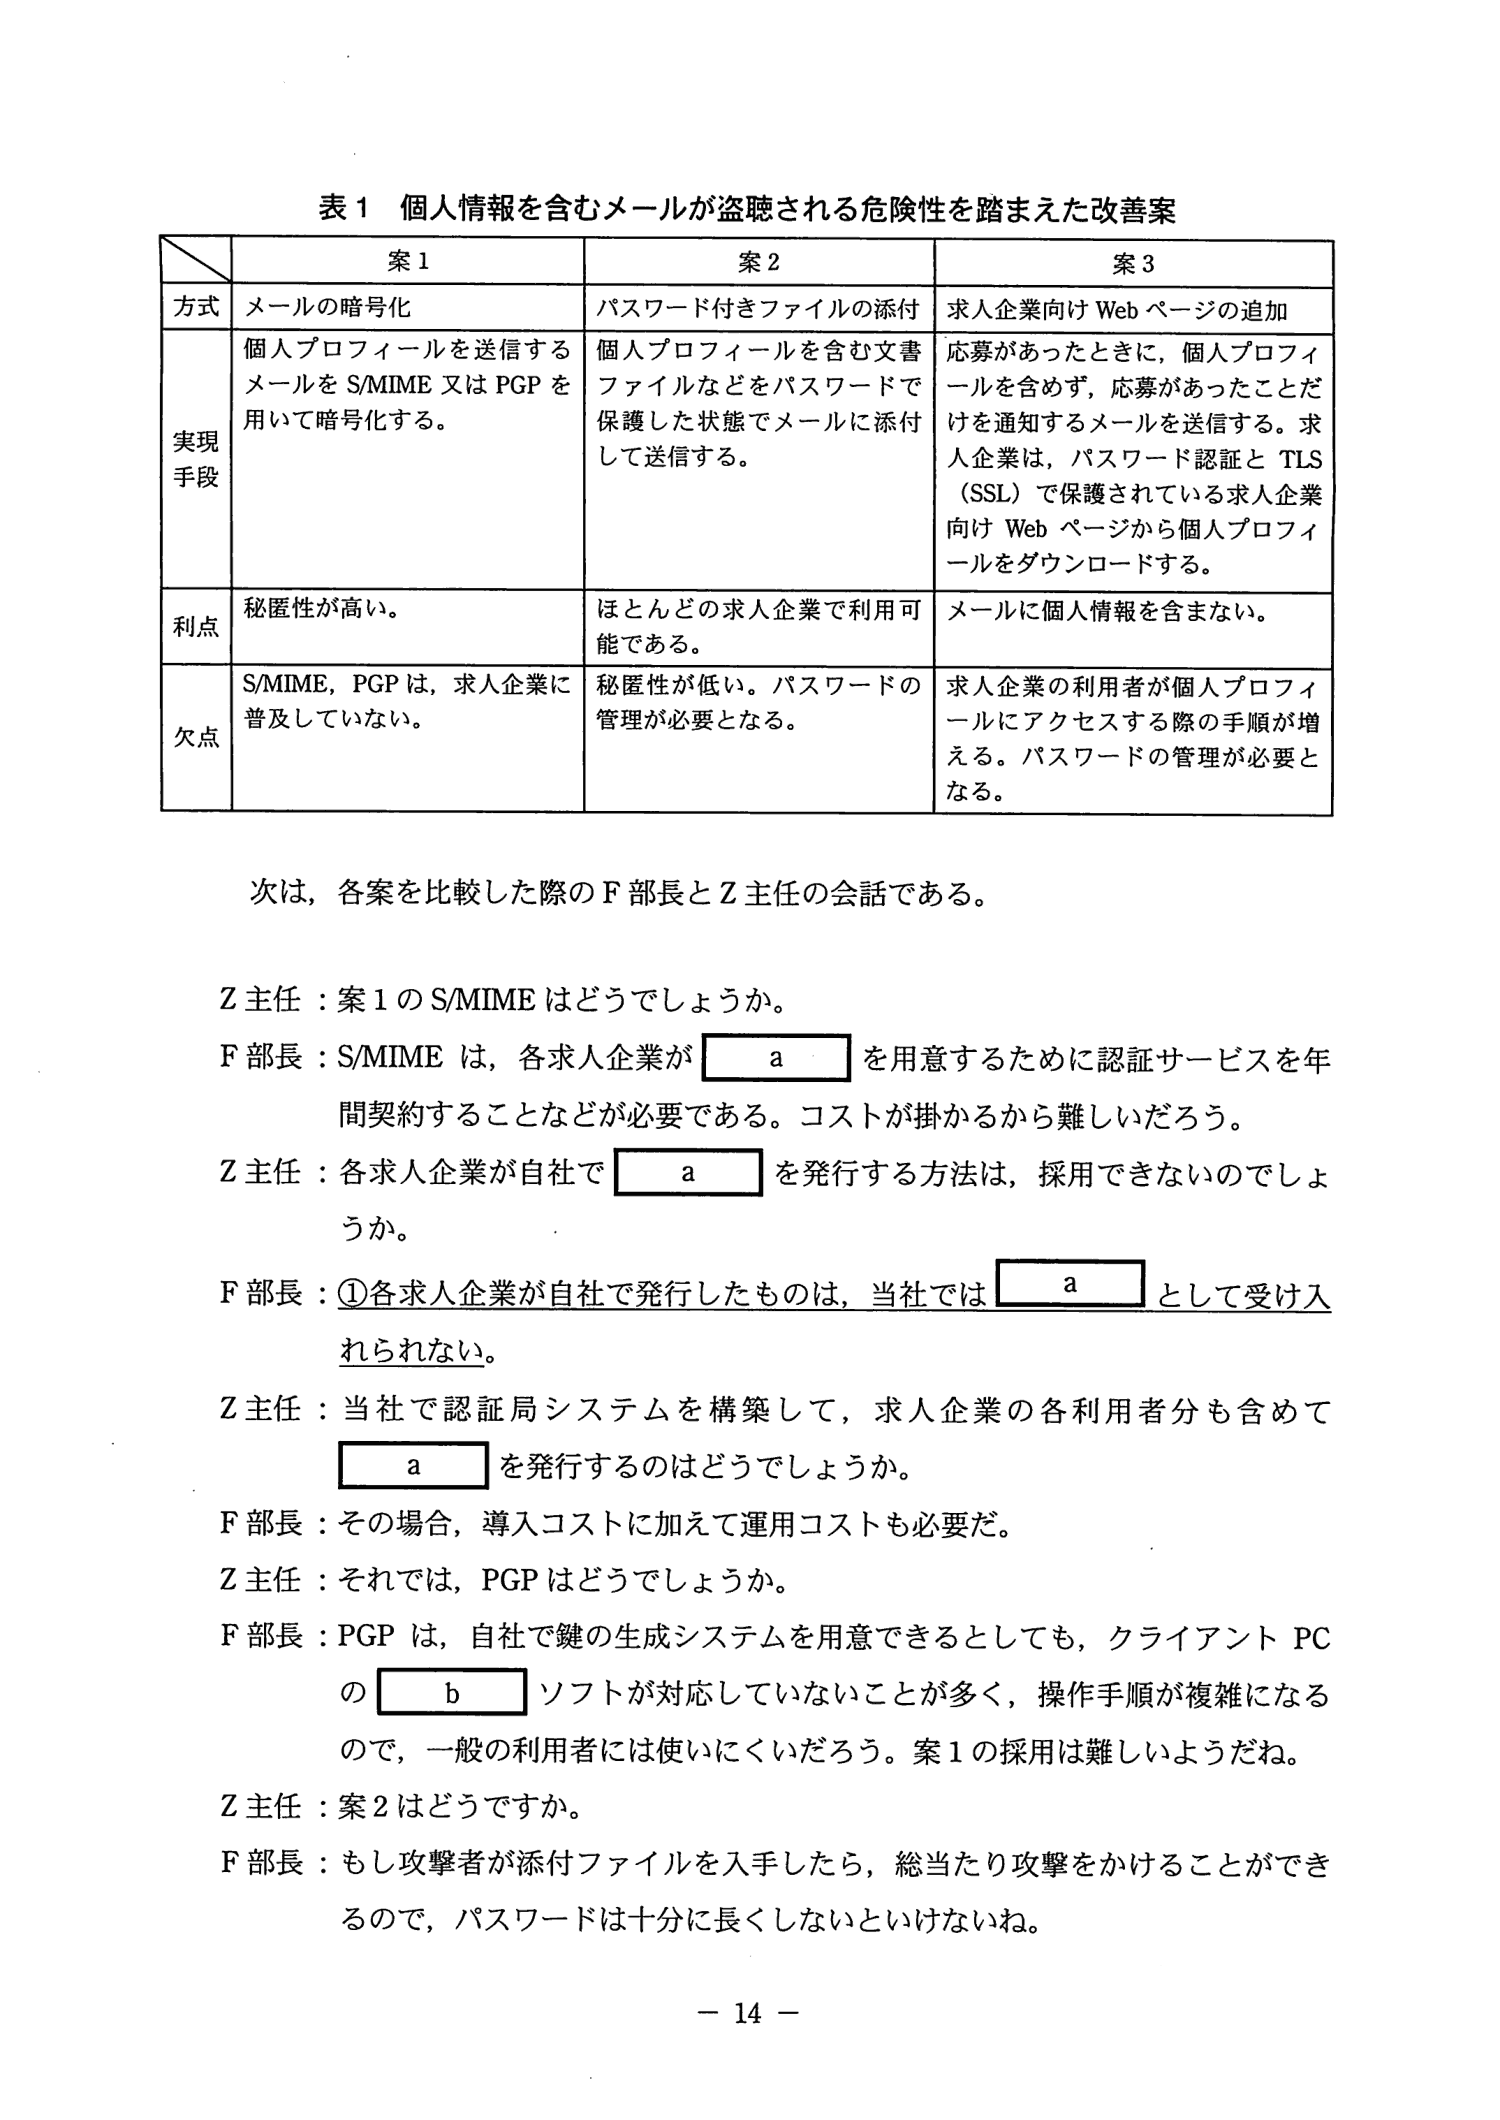 表1　個人情報を含むメールが盗聴される危険性を踏まえた改善案
案1
案2
案3
方式
メールの暗号化
パスワード付きファイルの添付
求人企業向け Web ページの追加
実現
手段
個人プロフィールを送信する
メールを S/MIME 又は PGP を
用いて暗号化する。
個人プロフィールを含む文書
ファイルなどをパスワードで
保護した状態でメールに添付
して送信する。
応募があったときに，個人プロフィ
ールを含めず，応募があったことだ
けを通知するメールを送信する。求
人企業は，パスワード認証と TLS
（SSL）で保護されている求人企業
向け Web ページから個人プロフィ
ールをダウンロードする。
利点
秘匿性が高い。
ほとんどの求人企業で利用可
能である。
メールに個人情報を含まない。
欠点
S/MIME，PGP は，求人企業に
普及していない。
秘匿性が低い。パスワードの
管理が必要となる。
求人企業の利用者が個人プロフィ
ールにアクセスする際の手順が増
える。パスワードの管理が必要と
なる。
次は，各案を比較した際の F 部長と Z 主任の会話である。
Z 主任 ：案 1 の S/MIME はどうでしょうか。
F 部長 ：S/MIME は，各求人企業が a を用意するために認証サービスを年
間契約することなどが必要である。コストが掛かるから難しいだろう。
Z 主任 ：各求人企業が自社で a を発行する方法は，採用できないのでしょ
うか。
F 部長 ：①各求人企業が自社で発行したものは，当社では a として受け入
れられない。
Z 主任 ：当社で認証局システムを構築して，求人企業の各利用者分も含めて
a を発行するのはどうでしょうか。
F 部長 ：その場合，導入コストに加えて運用コストも必要だ。
Z 主任 ：それでは，PGP はどうでしょうか。
F 部長 ：PGP は，自社で鍵の生成システムを用意できるとしても，クライアント PC
の b ソフトが対応していないことが多く，操作手順が複雑になる
ので，一般の利用者には使いにくいだろう。案 1 の採用は難しいようだね。
Z 主任 ：案 2 はどうですか。
F 部長 ：もし攻撃者が添付ファイルを入手したら，総当たり攻撃をかけることができ
るので，パスワードは十分に長くしないといけないね。
－ 14 －